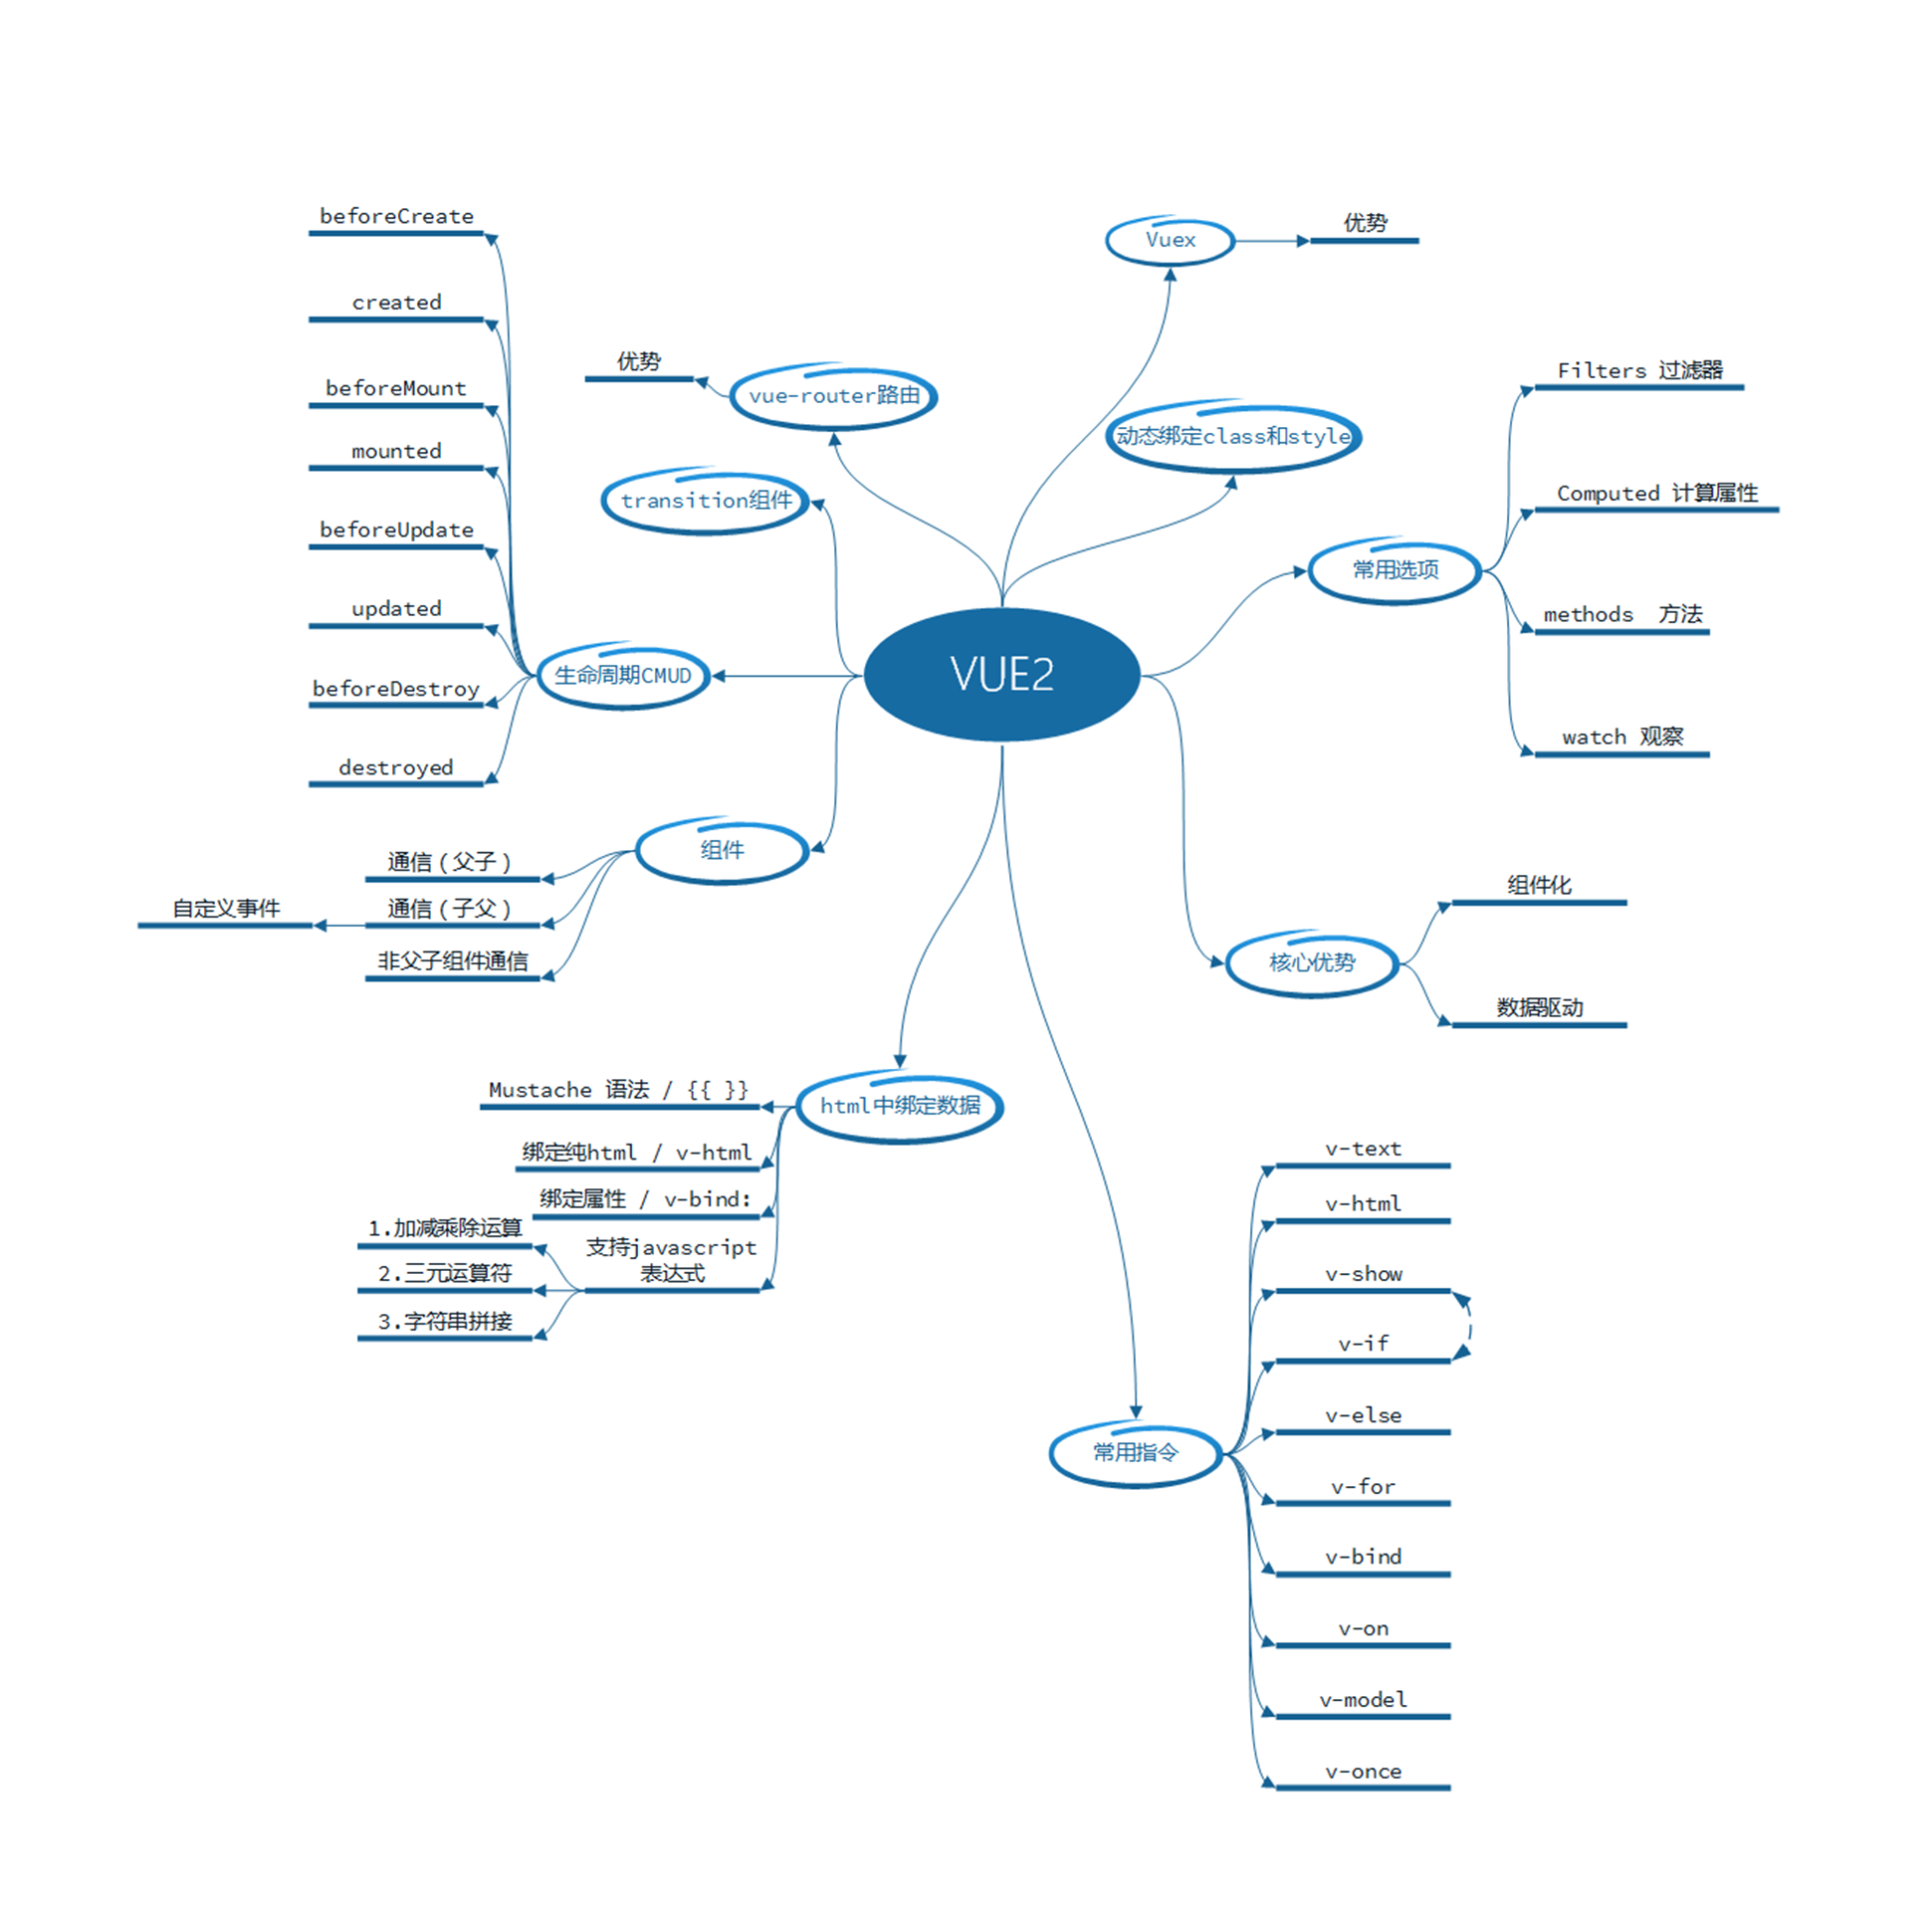 VUE2
Vuex
优势
vue-router路由
优势
动态绑定class和style
transition组件
常用选项
Filters 过滤器
Computed 计算属性
methods 方法
watch 观察
生命周期CMUD
beforeCreate
created
beforeMount
mounted
beforeUpdate
updated
beforeDestroy
destroyed
组件
通信(父子)
通信(子父)
自定义事件
非父子组件通信
核心优势
组件化
数据驱动
html中绑定数据
Mustache 语法 / {{ }}
绑定纯html / v-html
绑定属性 / v-bind:
支持javascript
表达式
1.加减乘除运算
2.三元运算符
3.字符串拼接
常用指令
v-text
v-html
v-show
v-if
v-else
v-for
v-bind
v-on
v-model
v-once